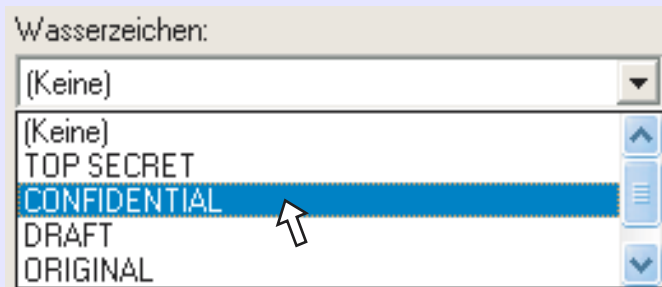 Wasserzeichen:
(Keine)
(Keine)
TOP SECRET
CONFIDENTIAL
DRAFT
ORIGINAL